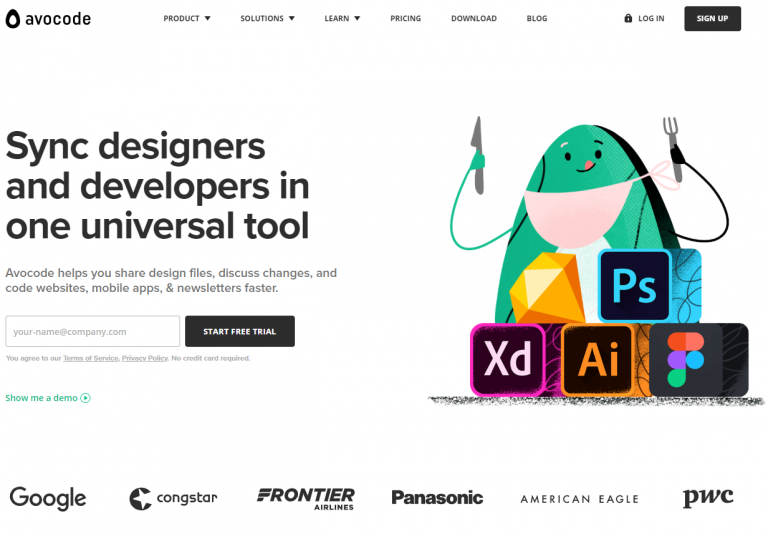 avocode PRODUCT SOLUTIONS LEARN PRICING DOWNLOAD BLOG LOG IN SIGN UP
Sync designers
and developers in
one universal tool
Avocode helps you share design files, discuss changes, and
code websites, mobile apps, & newsletters faster.
your-name@company.com START FREE TRIAL
You agree to our Terms of Service, Privacy Policy. No credit card required.
Show me a demo
Ps
Xd Ai
Google congstar FRONTIER AIRLINES Panasonic AMERICAN EAGLE pwc